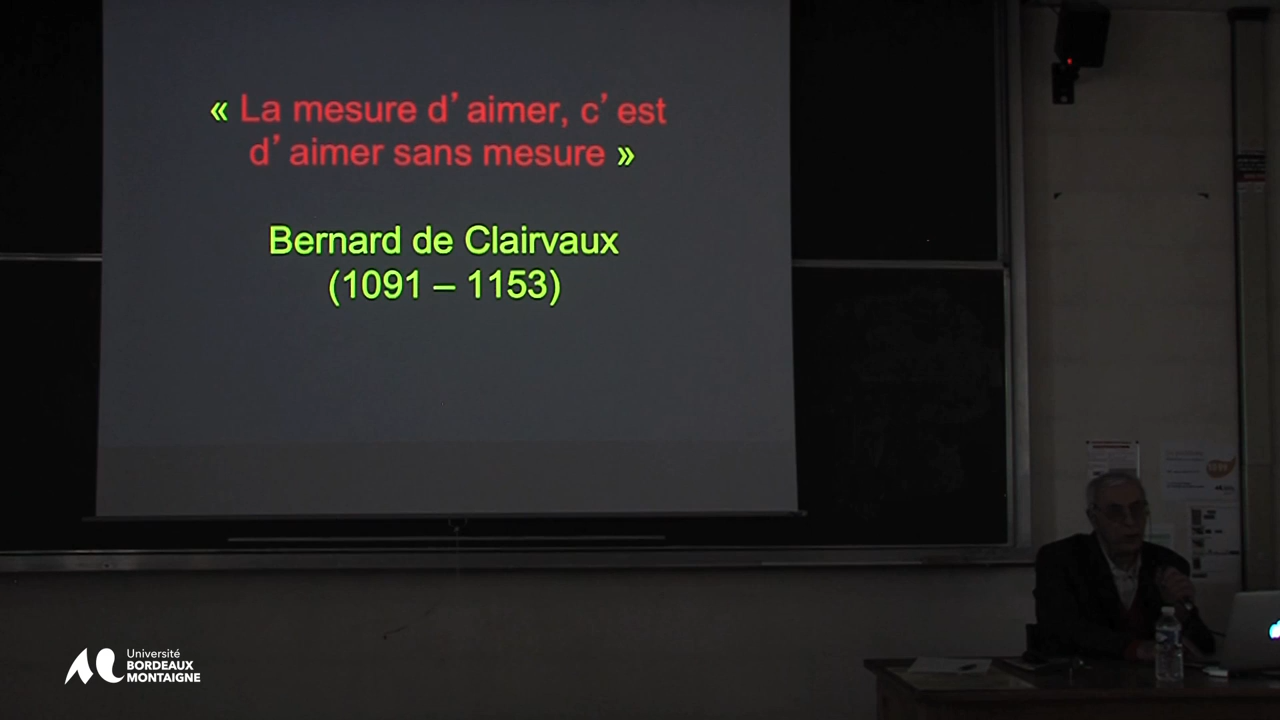 « La mesure d’ aimer, c’ est
d’ aimer sans mesure »
Bernard de Clairvaux
(1091 – 1153)
Université
BORDEAUX
MONTAIGNE